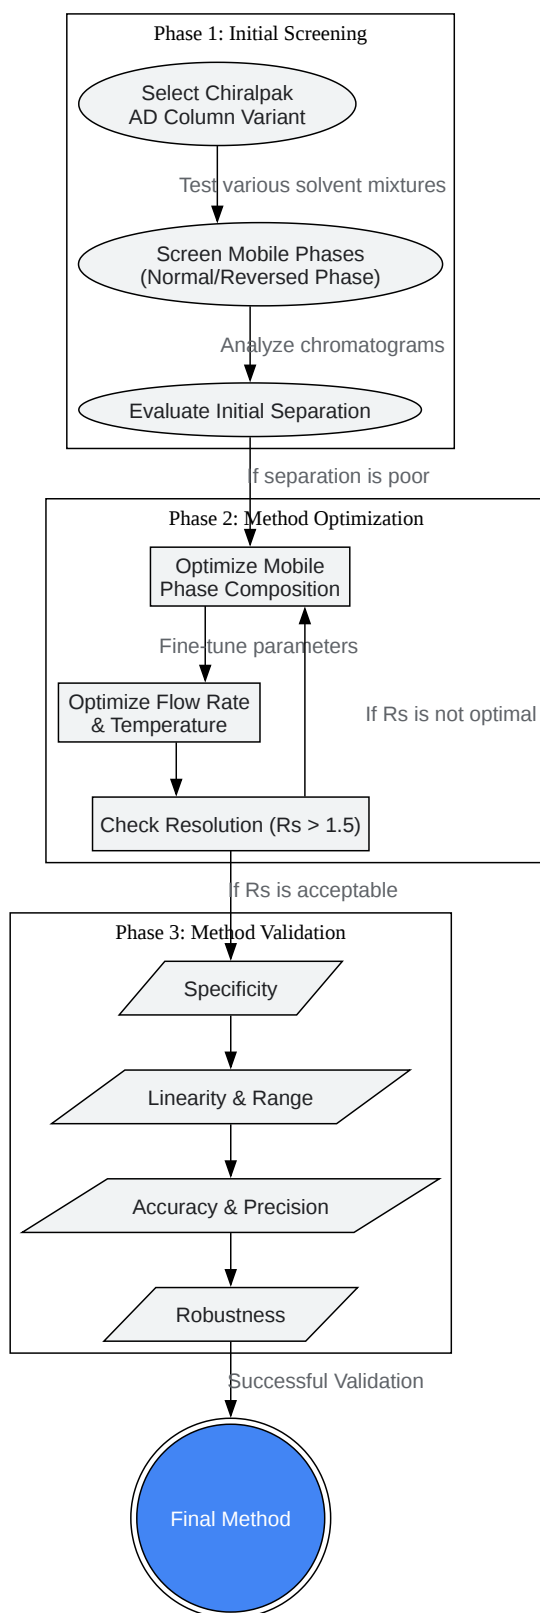 Phase 1: Initial Screening
Select Chiralpak
AD Column Variant
Test various solvent mixtures
Screen Mobile Phases
(Normal/Reversed Phase)
Analyze chromatograms
Evaluate Initial Separation
If separation is poor
Phase 2: Method Optimization
Optimize Mobile
Phase Composition
Fine-tune parameters
Optimize Flow Rate
& Temperature
If Rs is not optimal
Check Resolution (Rs > 1.5)
If Rs is acceptable
Phase 3: Method Validation
Specificity
Linearity & Range
Accuracy & Precision
Robustness
Successful Validation
Final Method